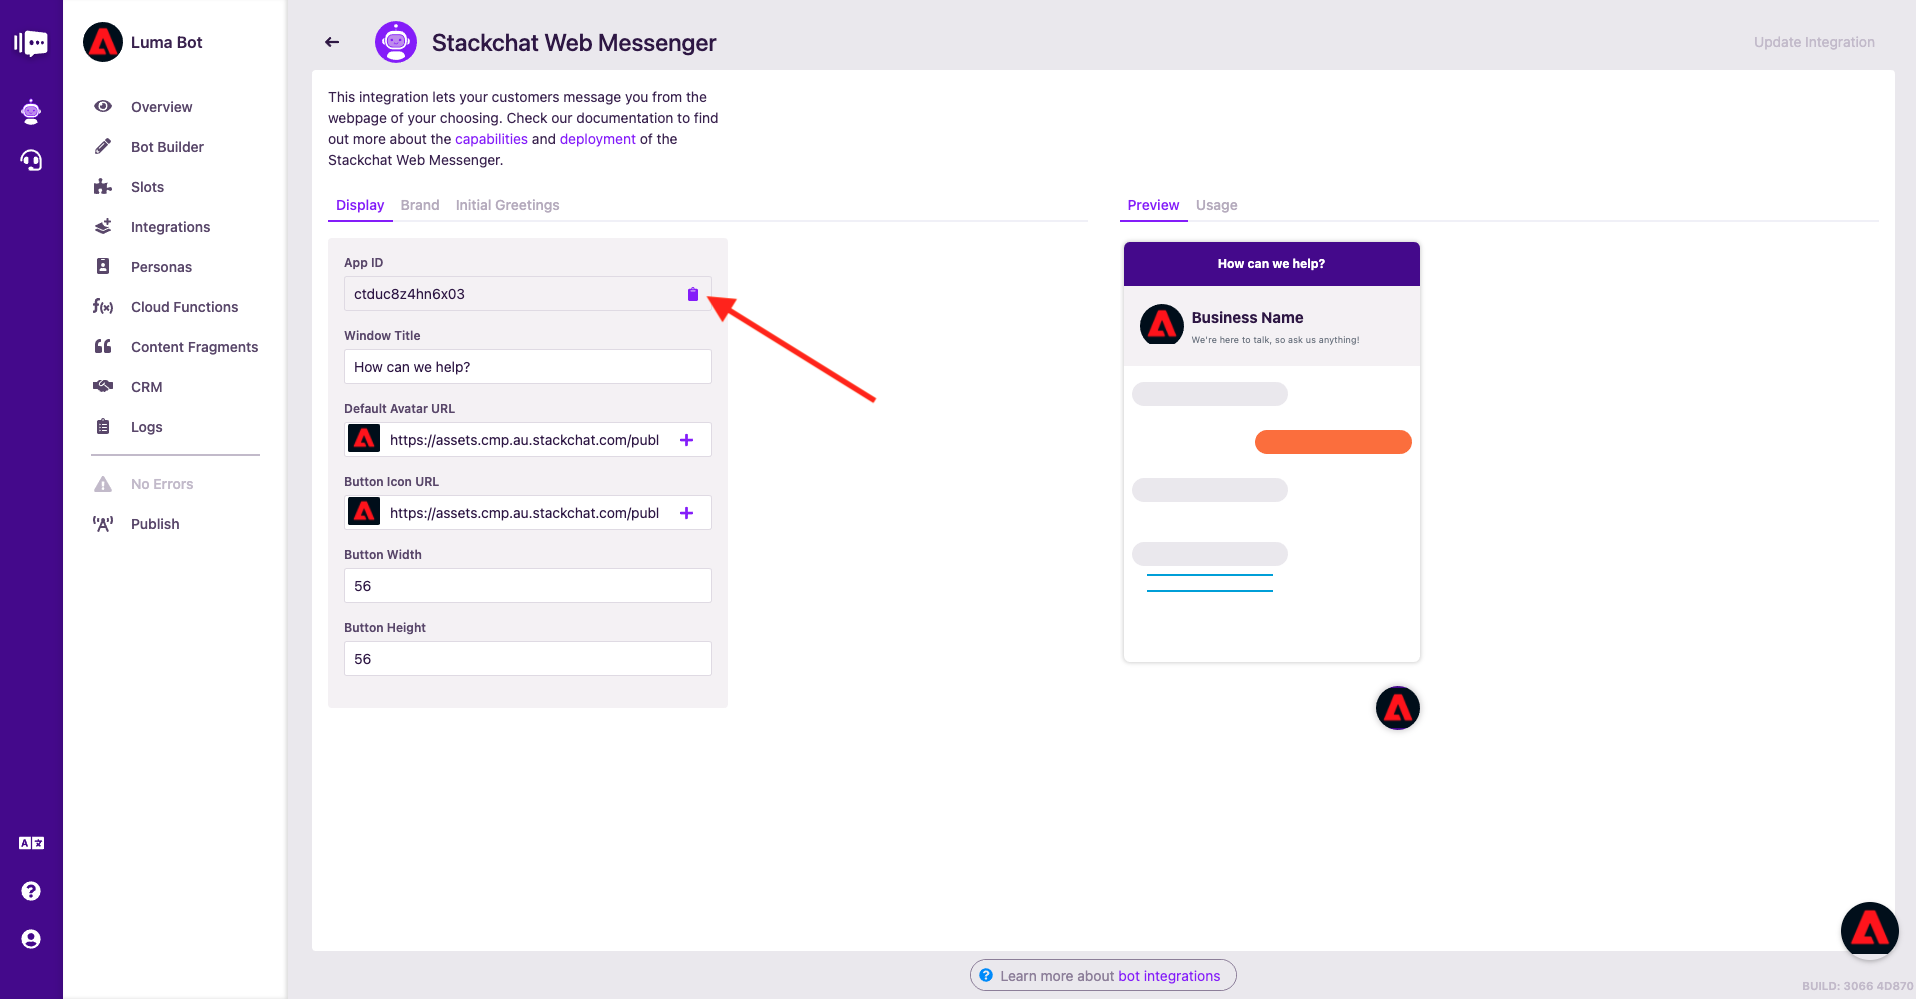 Luma Bot
Overview
Bot Builder
Slots
Integrations
Personas
Cloud Functions
Content Fragments
CRM
Logs
No Errors
Publish
Stackchat Web Messenger
Update Integration
This integration lets your customers message you from the
webpage of your choosing. Check our documentation to find
out more about the capabilities and deployment of the
Stackchat Web Messenger.
Display Brand Initial Greetings
App ID
ctduc8z4hn6x03
Window Title
How can we help?
Default Avatar URL
https://assets.cmp.au.stackchat.com/publ
Button Icon URL
https://assets.cmp.au.stackchat.com/publ
Button Width
56
Button Height
56
Preview Usage
How can we help?
Business Name
We're here to talk, so ask us anything!
Learn more about bot integrations
BUILD: 3066 4D870